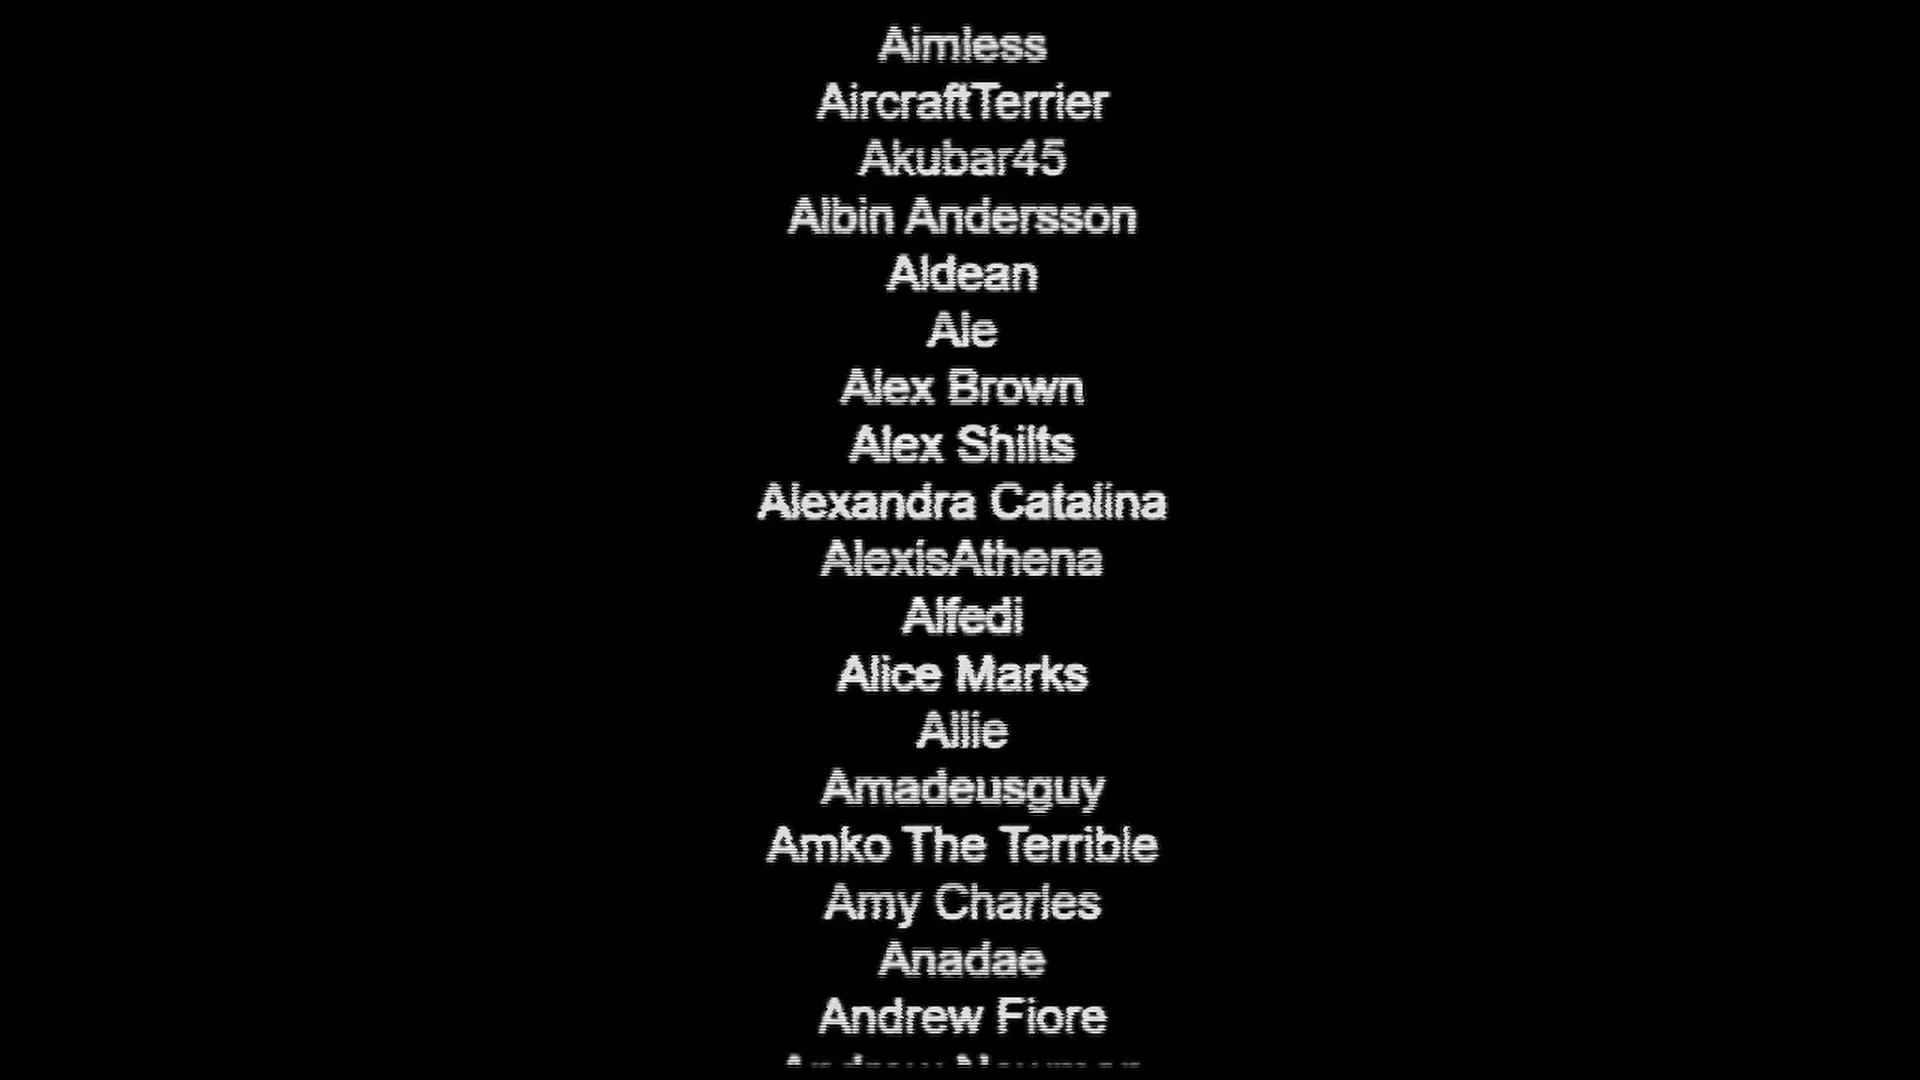 Aimless
AircraftTerrier
Akubar45
Albin Andersson
Aldean
Ale
Alex Brown
Alex Shilts
Alexandra Catalina
AlexisAthena
Alfedi
Alice Marks
Allie
Amadeusguy
Amko The Terrible
Amy Charles
Anadae
Andrew Fiore